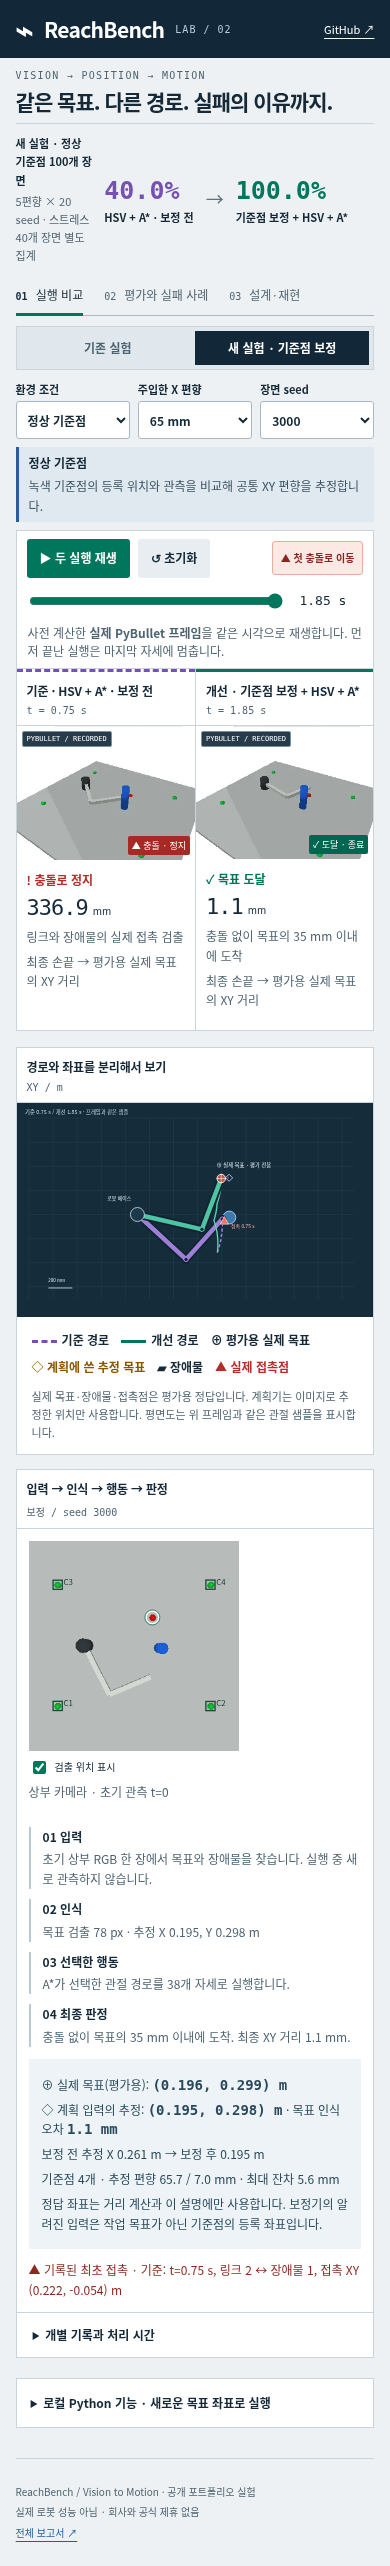 ReachBench LAB / 02 GitHub ↗
VISION → POSITION → MOTION
같은 목표. 다른 경로. 실패의 이유까지.
새 실험 · 정상
기준점 100개 장
면
5편향 × 20
seed · 스트레스
40개 장면 별도
집계
40.0%
HSV + A* · 보정 전
→
100.0%
기준점 보정 + HSV + A*
01 실행 비교 02 평가와 실패 사례 03 설계·재현
기존 실험 새 실험 · 기준점 보정
환경 조건 주입한 X 편향 장면 seed
정상 기준점 65 mm 3000
정상 기준점
녹색 기준점의 등록 위치와 관측을 비교해 공통 XY 편향을 추정합니
다.
▶ 두 실행 재생 ↺ 초기화 ▲ 첫 충돌로 이동
1.85 s
사전 계산한 실제 PyBullet 프레임을 같은 시각으로 재생합니다. 먼
저 끝난 실행은 마지막 자세에 멈춥니다.
기준 · HSV + A* · 보정 전
t = 0.75 s
PYBULLET / RECORDED
▲ 충돌 · 정지
! 충돌로 정지
336.9 mm
링크와 장애물의 실제 접촉 검출
최종 손끝 → 평가용 실제 목표
의 XY 거리
개선 · 기준점 보정 + HSV + A*
t = 1.85 s
PYBULLET / RECORDED
✓ 도달 · 종료
✓ 목표 도달
1.1 mm
충돌 없이 목표의 35 mm 이내
에 도착
최종 손끝 → 평가용 실제 목표
의 XY 거리
경로와 좌표를 분리해서 보기
XY / m
기준 0.75 s / 개선 1.85 s · 프레임과 같은 샘플
⊕ 실제 목표 · 평가 전용
로봇 베이스
접촉 0.75 s
200 mm
기준 경로 개선 경로 ⊕ 평가용 실제 목표
◇ 계획에 쓴 추정 목표 ▰ 장애물 ▲ 실제 접촉점
실제 목표·장애물·접촉점은 평가용 정답입니다. 계획기는 이미지로 추
정한 위치만 사용합니다. 평면도는 위 프레임과 같은 관절 샘플을 표시합
니다.
입력 → 인식 → 행동 → 판정
보정 / seed 3000
C3 C4
C1 C2
검출 위치 표시
상부 카메라 · 초기 관측 t=0
01 입력
초기 상부 RGB 한 장에서 목표와 장애물을 찾습니다. 실행 중 새
로 관측하지 않습니다.
02 인식
목표 검출 78 px · 추정 X 0.195, Y 0.298 m
03 선택한 행동
A*가 선택한 관절 경로를 38개 자세로 실행합니다.
04 최종 판정
충돌 없이 목표의 35 mm 이내에 도착. 최종 XY 거리 1.1 mm.
⊕ 실제 목표(평가용): (0.196, 0.299) m
◇ 계획 입력의 추정: (0.195, 0.298) m · 목표 인식
오차 1.1 mm
보정 전 추정 X 0.261 m → 보정 후 0.195 m
기준점 4개 · 추정 편향 65.7 / 7.0 mm · 최대 잔차 5.6 mm
정답 좌표는 거리 계산과 이 설명에만 사용합니다. 보정기의 알
려진 입력은 작업 목표가 아닌 기준점의 등록 좌표입니다.
▲ 기록된 최초 접촉 · 기준: t=0.75 s, 링크 2 ↔ 장애물 1, 접촉 XY
(0.222, -0.054) m
▶ 개별 기록과 처리 시간
▶ 로컬 Python 기능 · 새로운 목표 좌표로 실행
ReachBench / Vision to Motion · 공개 포트폴리오 실험
실제 로봇 성능 아님 · 회사와 공식 제휴 없음
전체 보고서 ↗